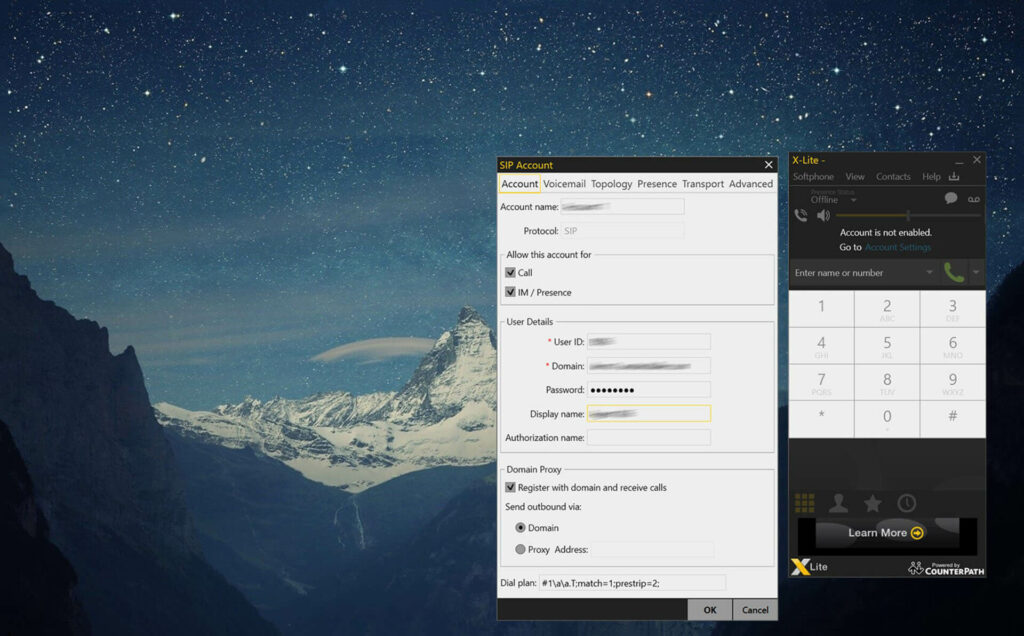 SIP Account
Account Voicemail Topology Presence Transport Advanced
Account name:
Protocol: SIP
Allow this account for
Call
IM / Presence
User Details
* User ID:
* Domain:
Password: ●●●●●●●●
Display name:
Authorization name:
Domain Proxy
Register with domain and receive calls
Send outbound via:
Domain
Proxy Address:
Dial plan: #1\a\a.T;match=1;prestrip=2;
OK Cancel
X-Lite -
Softphone View Contacts Help
Presence Status
Offline
Account is not enabled.
Go to Account Settings
Enter name or number
1 2 3
ABC DEF
4 5 6
GHI JKL MNO
7 8 9
PQRS TUV WXYZ
* 0 #
+
Learn More
X Lite
Powered by
COUNTERPATH